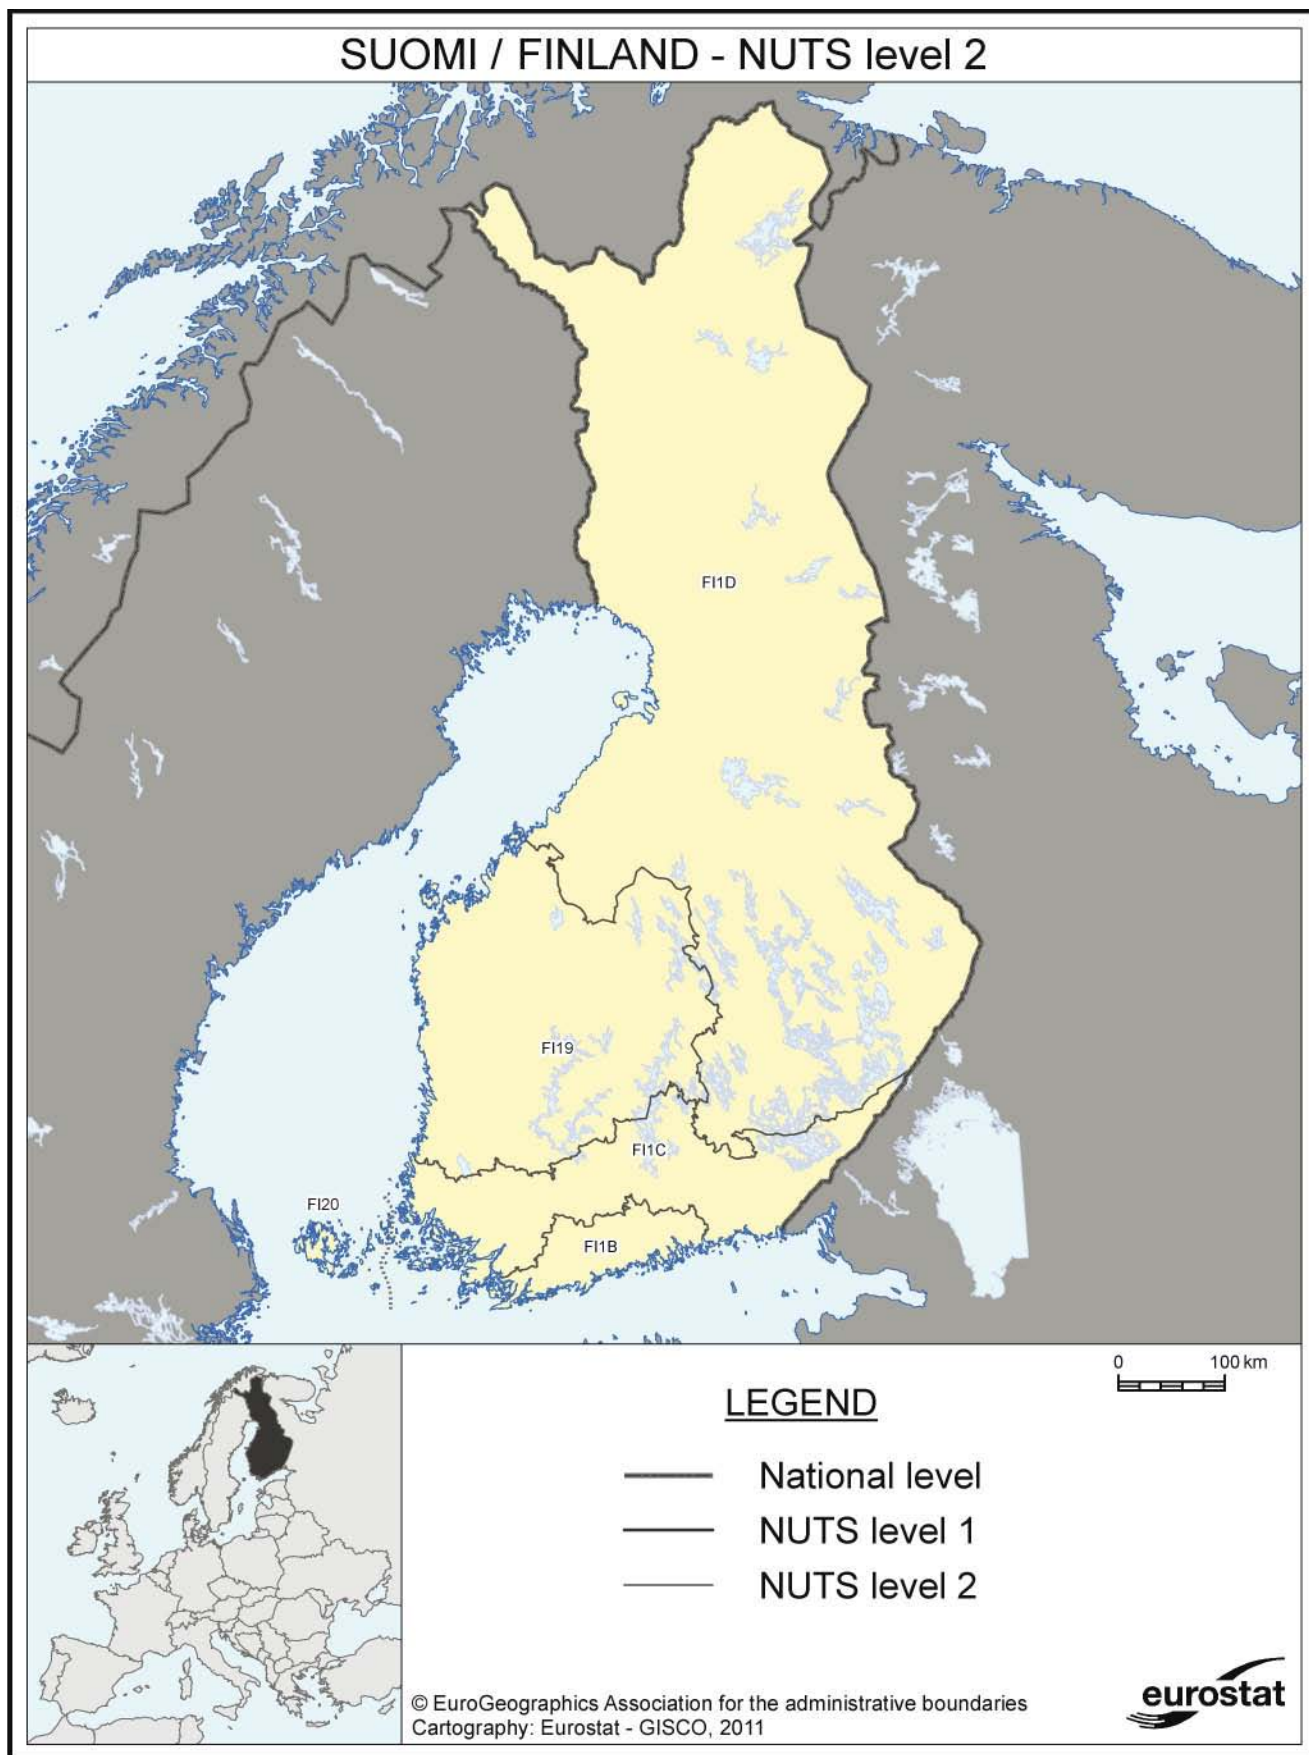 SUOMI / FINLAND - NUTS level 2
FI1D
FI19
FI1C
FI20
FI1B
0 100 km
LEGEND
National level
NUTS level 1
NUTS level 2
© EuroGeographics Association for the administrative boundaries
Cartography: Eurostat - GISCO, 2011
eurostat